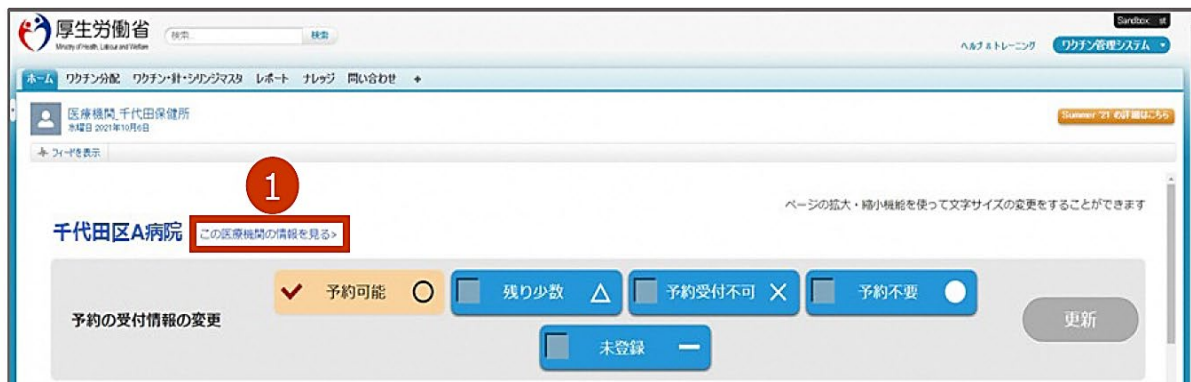 Sandbox: st
厚生労働省
Ministry of Health, Labour and Welfare
検索...
検索
ヘルプ & トレーニング
ワクチン管理システム
ホーム ワクチン分配 ワクチン・針・シリンジマスタ レポート ナレッジ 問い合わせ +
医療機関_千代田保健所
水曜日 2021年10月6日
Summer '21 の詳細はこちら
フィードを表示
1
ページの拡大・縮小機能を使って文字サイズの変更をすることができます
千代田区A病院 この医療機関の情報を見る>
予約可能 ○ 残り少数 △ 予約受付不可 × 予約不要 ●
予約の受付情報の変更
更新
未登録 ー